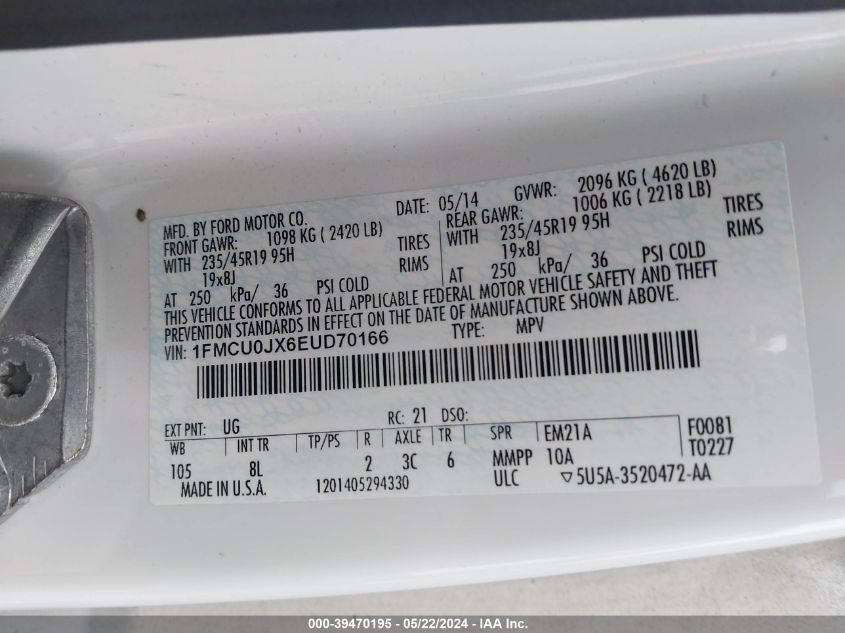 MFD. BY FORD MOTOR CO.
DATE: 05/14 GVWR: 2096 KG ( 4620 LB)
FRONT GAWR: 1098 KG ( 2420 LB)
REAR GAWR: 1006 KG ( 2218 LB)
WITH 235/45R19 95H TIRES
WITH 235/45R19 95H TIRES
19x8J RIMS
19x8J RIMS
AT 250 kPa/ 36 PSI COLD
AT 250 kPa/ 36 PSI COLD
THIS VEHICLE CONFORMS TO ALL APPLICABLE FEDERAL MOTOR VEHICLE SAFETY AND THEFT
PREVENTION STANDARDS IN EFFECT ON THE DATE OF MANUFACTURE SHOWN ABOVE.
VIN: 1FMCU0JX6EUD70166 TYPE: MPV
EXT PNT: UG RC: 21 DSO:
WB INT TR TP/PS R AXLE TR SPR EM21A F0081
105 8L 2 3C 6 MMPP 10A T0227
MADE IN U.S.A. 1201405294330 ULC ▽5U5A-3520472-AA
000-39470195 - 05/22/2024 - IAA Inc.